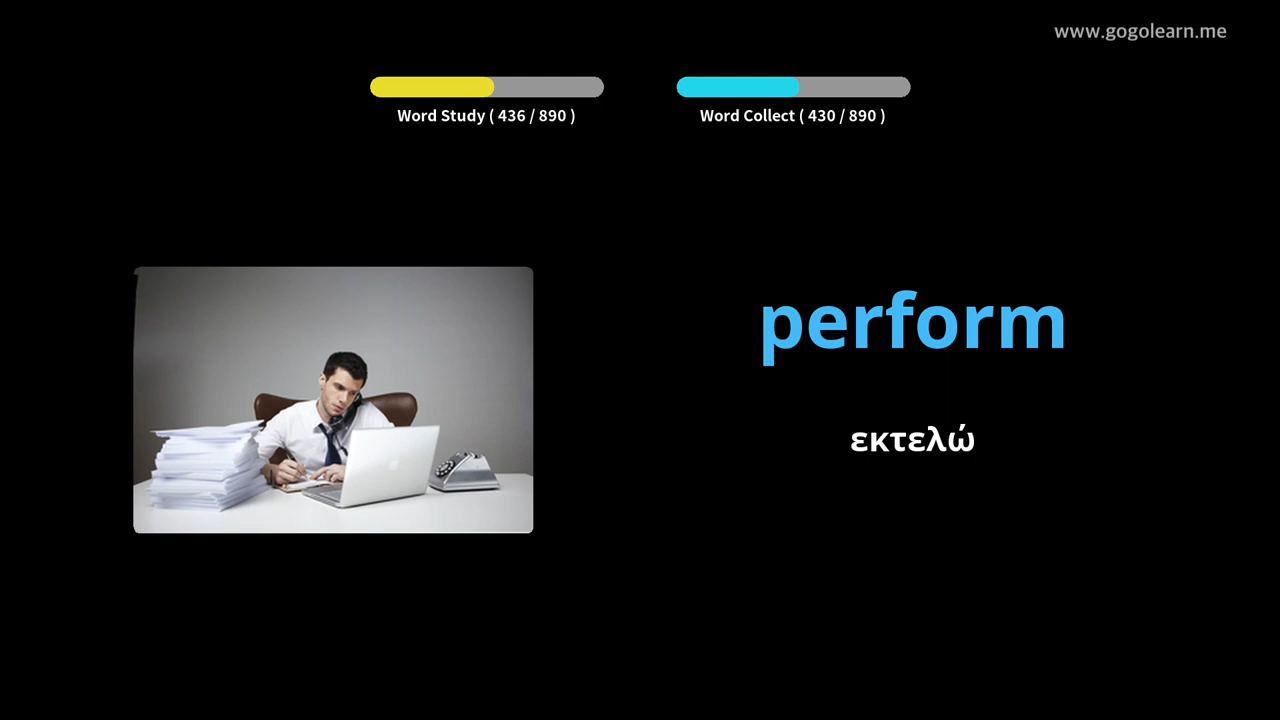 www.gogolearn.me
Word Study ( 436 / 890 )
Word Collect ( 430 / 890 )
perform
εκτελώ